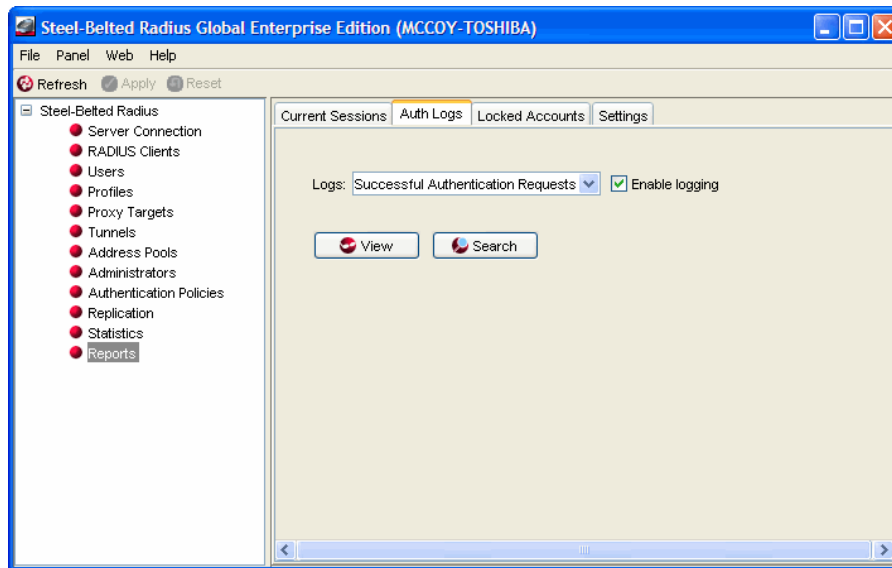 Steel-Belted Radius Global Enterprise Edition (MCCOY-TOSHIBA)
File Panel Web Help
Refresh Apply Reset
Steel-Belted Radius
Server Connection
RADIUS Clients
Users
Profiles
Proxy Targets
Tunnels
Address Pools
Administrators
Authentication Policies
Replication
Statistics
Reports
Current Sessions Auth Logs Locked Accounts Settings
Logs: Successful Authentication Requests Enable logging
View Search